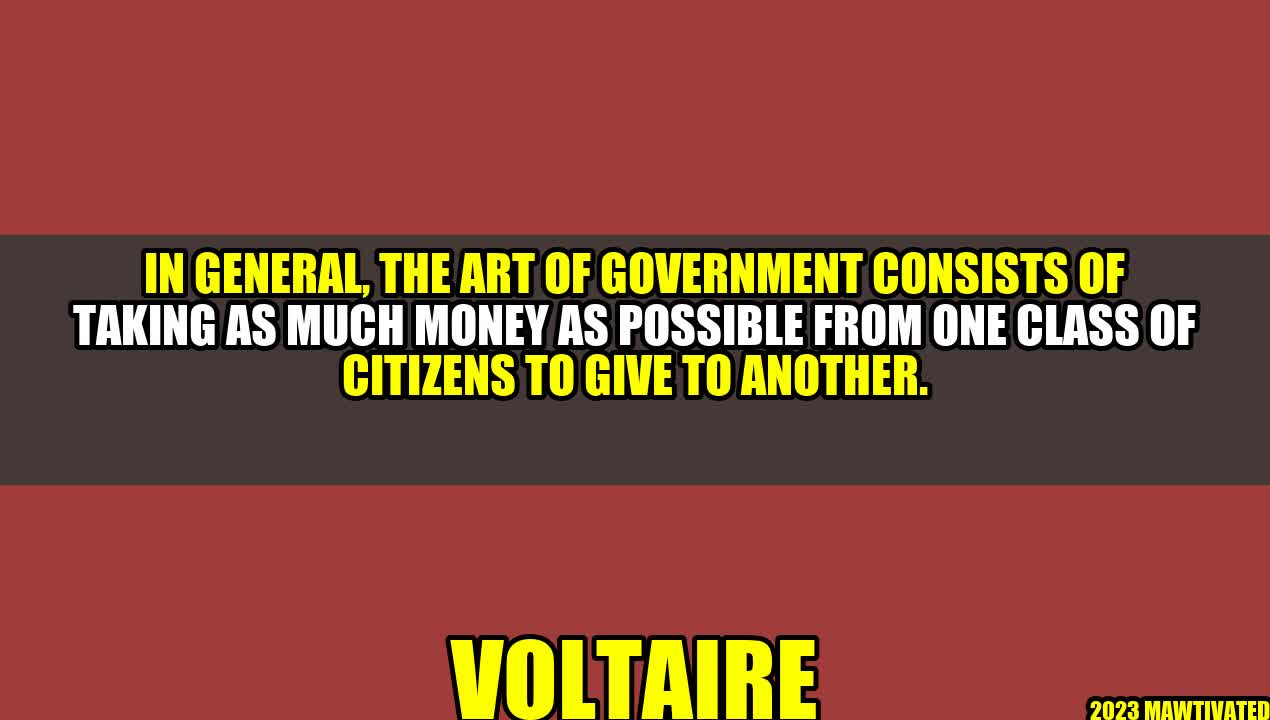 IN GENERAL, THE ART OF GOVERNMENT CONSISTS OF
TAKING AS MUCH MONEY AS POSSIBLE FROM ONE CLASS OF
CITIZENS TO GIVE TO ANOTHER.
VOLTAIRE
2023 MAWTIVATED